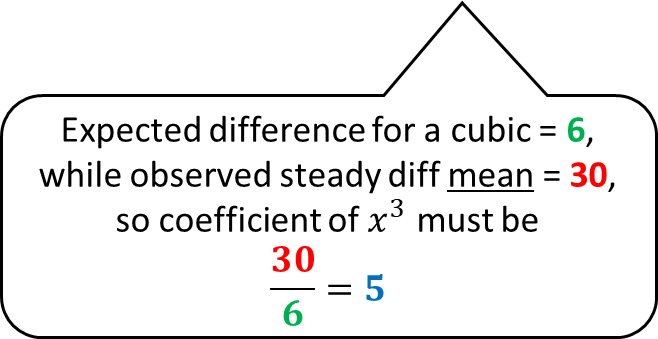 Expected difference for a cubic = 6,
while observed steady diff mean = 30,
so coefficient of x³ must be
30/6 = 5